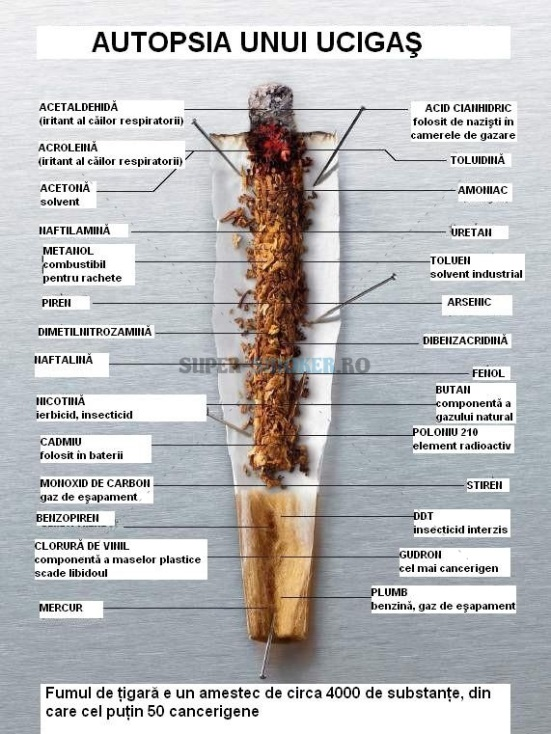 AUTOPSIA UNUI UCIGAŞ
ACETALDEHIDĂ
(iritant al căilor respiratorii)
ACROLEINĂ
(iritant al căilor respiratorii)
ACETONĂ
solvent
NAFTILAMINĂ
METANOL
combustibil
pentru rachete
PIREN
DIMETILNITROZAMINĂ
NAFTALINĂ
NICOTINĂ
ierbicid, insecticid
CADMIU
folosit în baterii
MONOXID DE CARBON
gaz de eşapament
BENZOPIREN
CLORURĂ DE VINIL
componentă a maselor plastice
scade libidoul
MERCUR
ACID CIANHIDRIC
folosit de nazişti în
camerele de gazare
TOLUIDINĂ
AMONIAC
URETAN
TOLUEN
solvent industrial
ARSENIC
DIBENZACRIDINĂ
FENOL
BUTAN
componentă a
gazului natural
POLONIU 210
element radioactiv
STIREN
DDT
insecticid interzis
GUDRON
cel mai cancerigen
PLUMB
benzină, gaz de eşapament
Fumul de ţigară e un amestec de circa 4000 de substanţe, din
care cel puţin 50 cancerigene